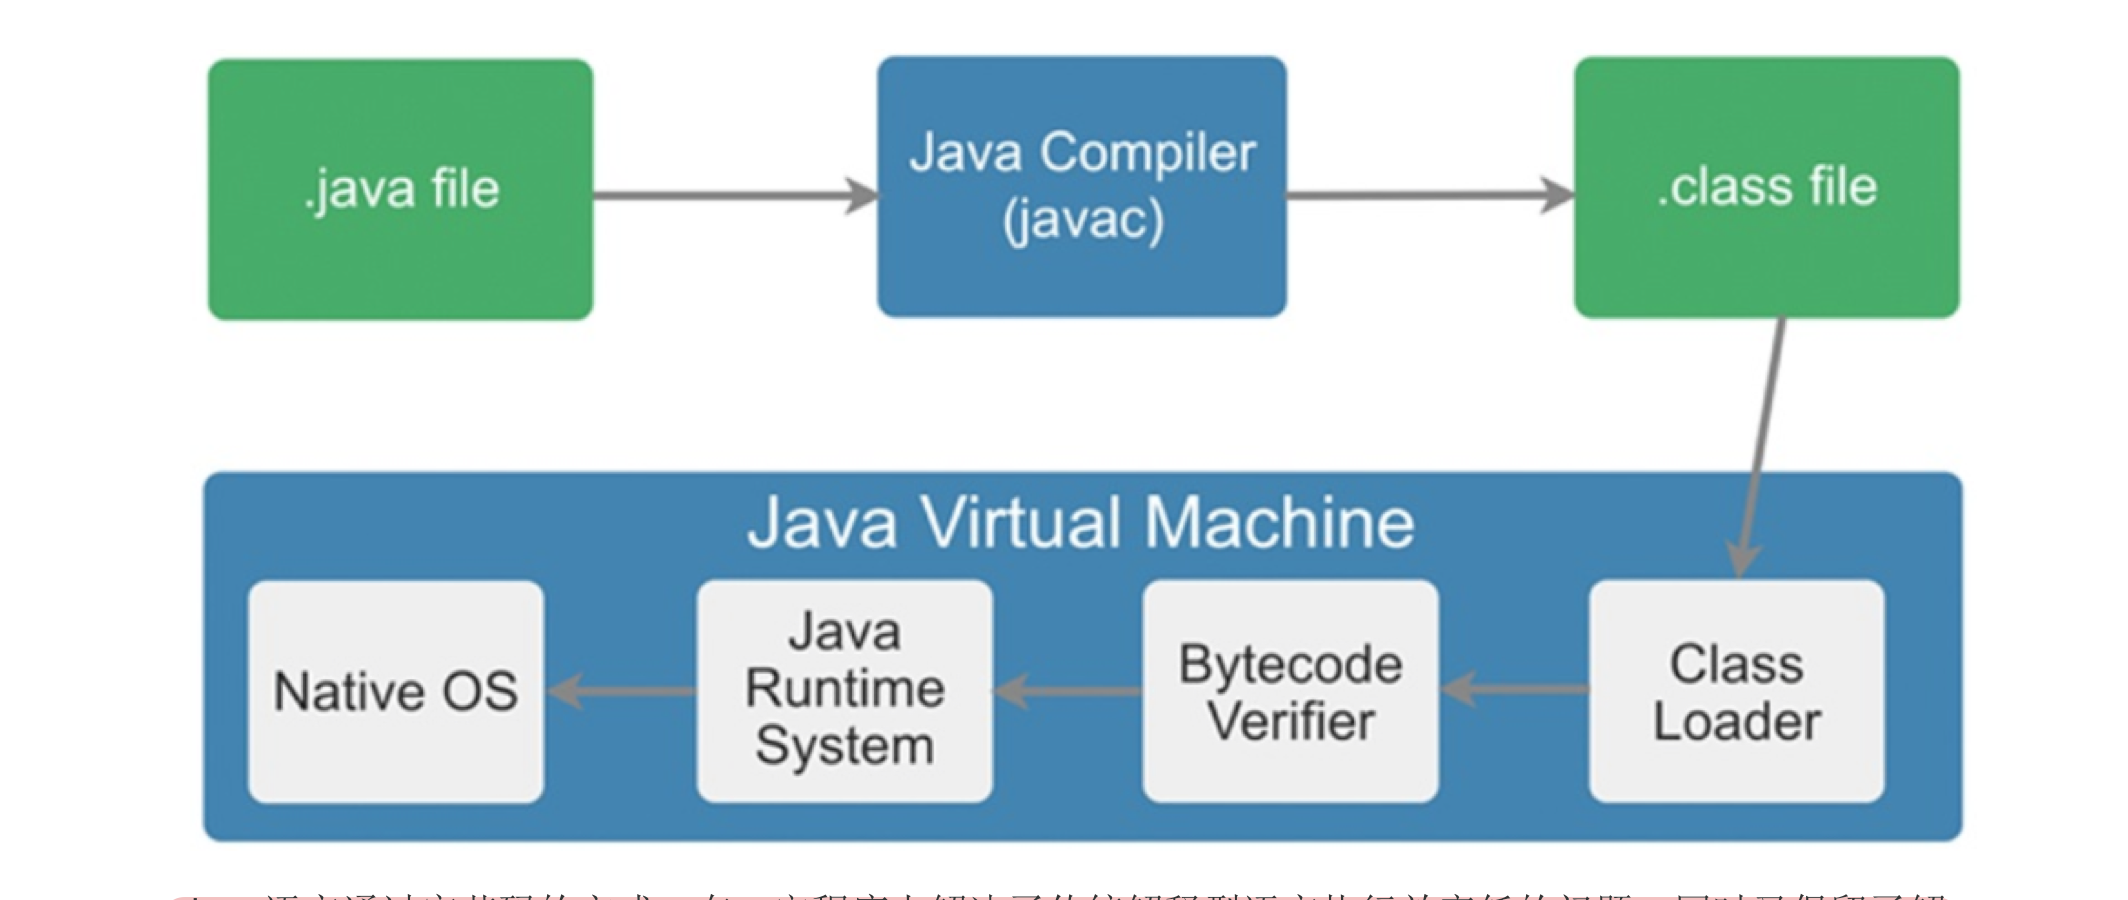 .java file
Java Compiler
(javac)
.class file
Java Virtual Machine
Native OS
Java
Runtime
System
Bytecode
Verifier
Class
Loader